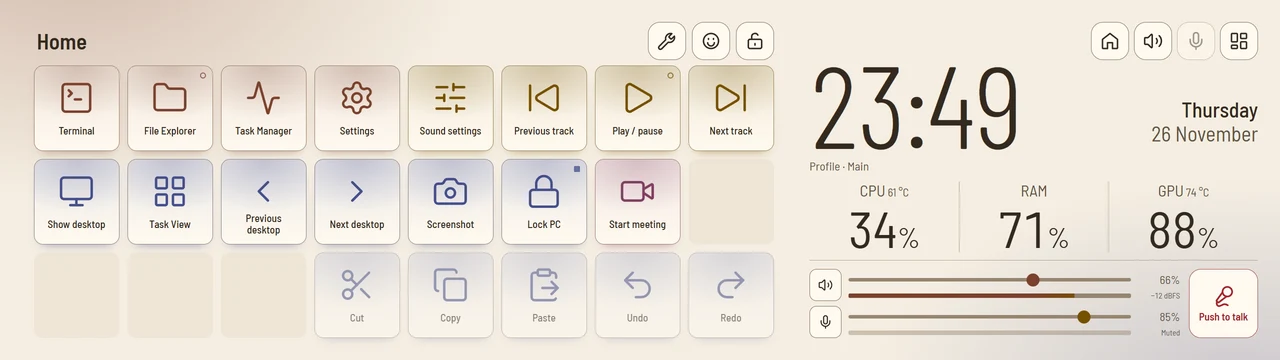 Home
Terminal
File Explorer
Task Manager
Settings
Sound settings
Previous track
Play / pause
Next track
Show desktop
Task View
Previous
desktop
Next desktop
Screenshot
Lock PC
Start meeting
Cut
Copy
Paste
Undo
Redo
23:49
Thursday
26 November
Profile · Main
CPU 61 °C
34%
RAM
71%
GPU 74 °C
88%
66%
−12 dBFS
85%
Muted
Push to talk